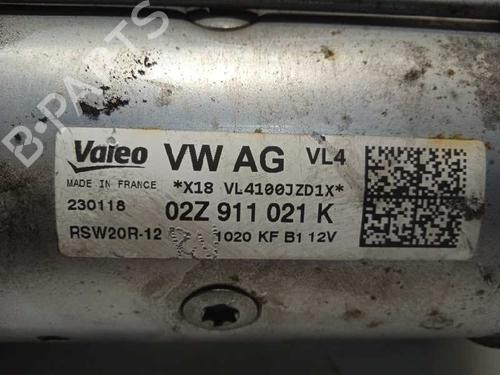 B-PARTS
Valeo VW AG VL4
MADE IN FRANCE *X18 VL4100JZD1X*
230118 02Z 911 021 K
RSW20R-12 1020 KF B1 12V